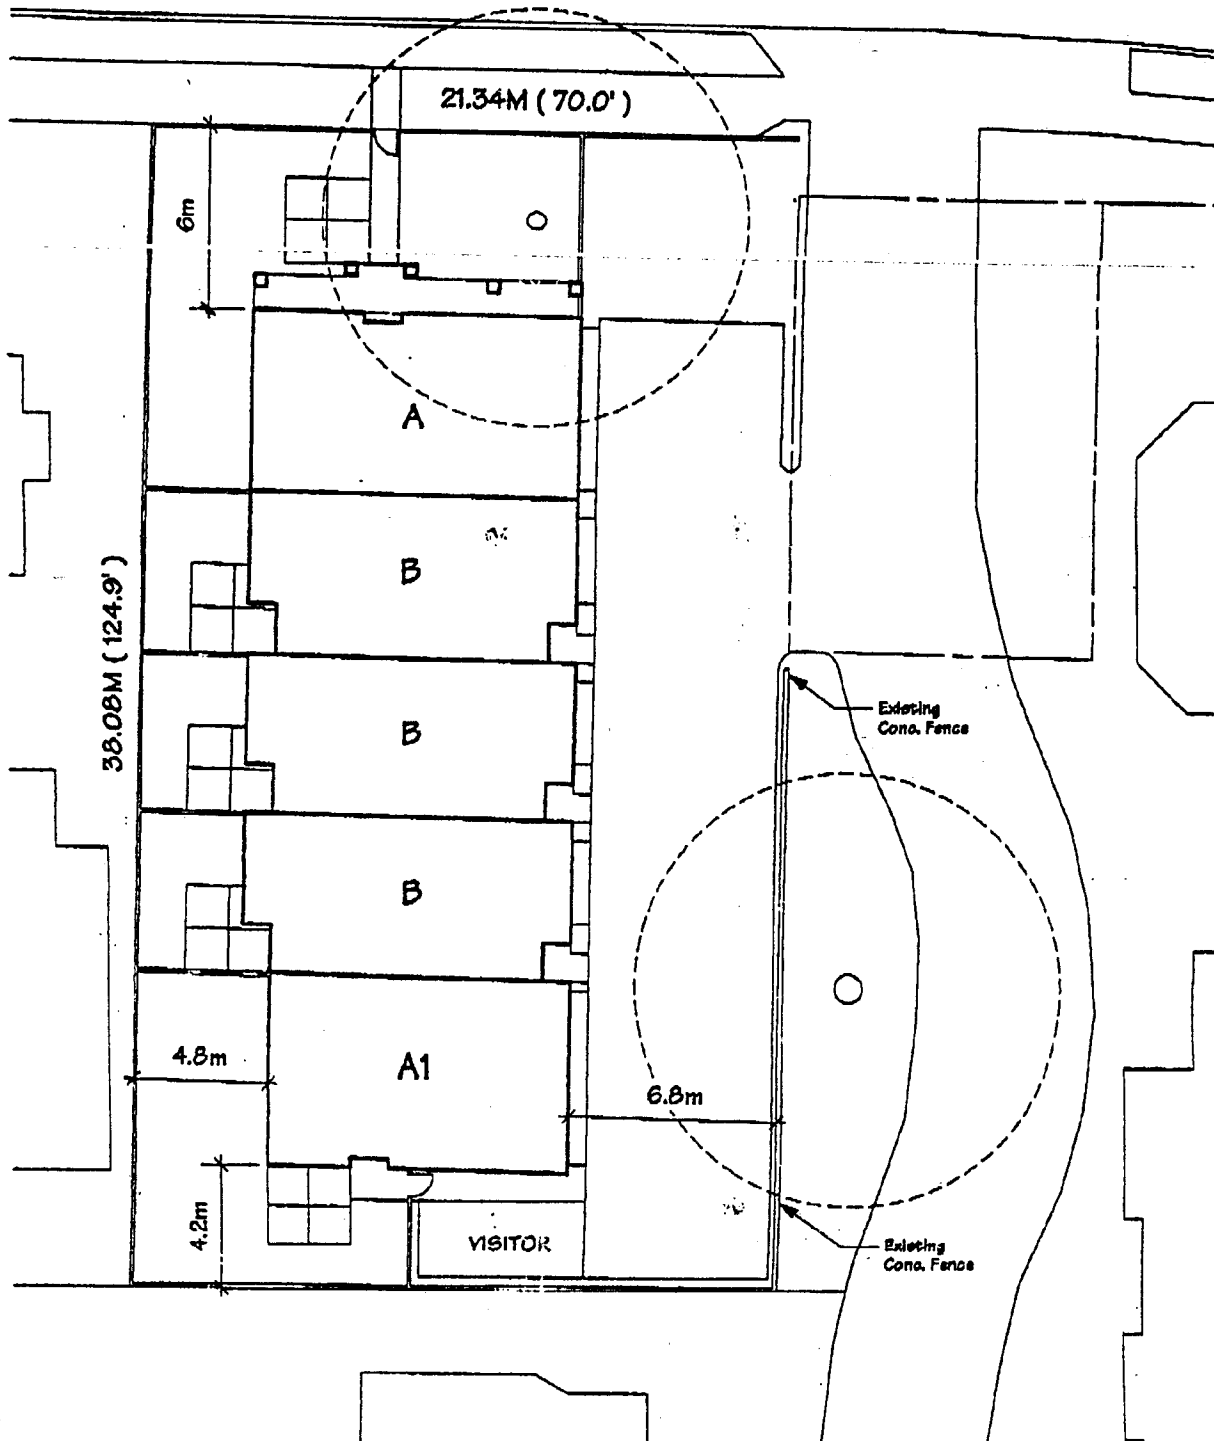 21.34M ( 70.0' )
6m
A
38.08M ( 124.9' )
B
Existing
Conc. Fence
B
B
4.8m
A1
6.8m
4.2m
VISITOR
Existing
Conc. Fence